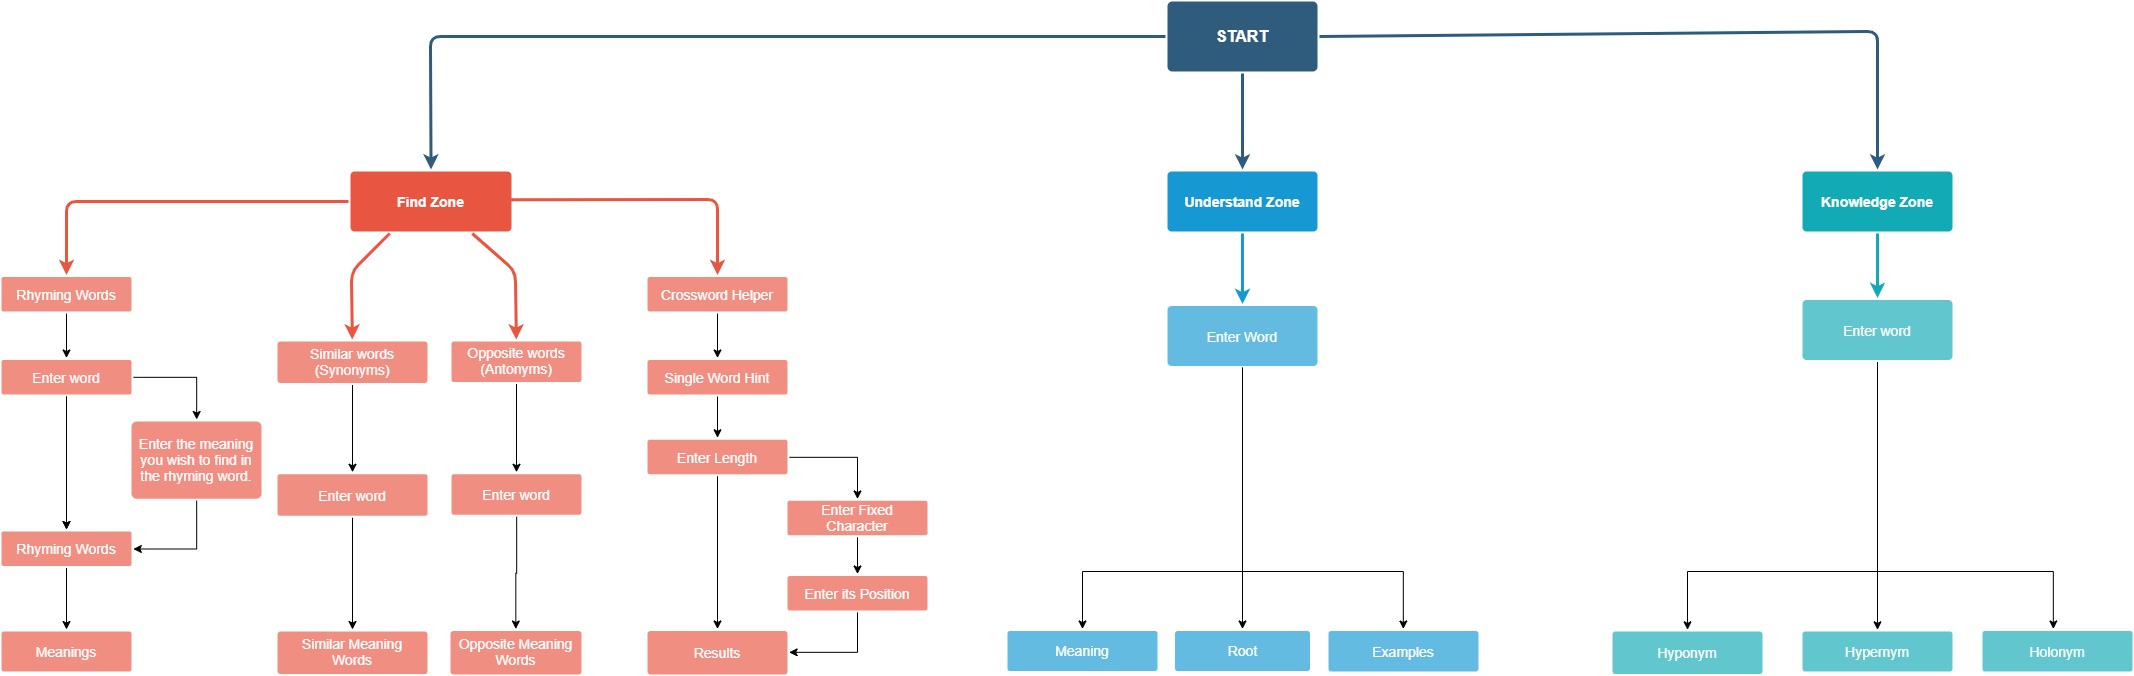 START
Find Zone
Understand Zone
Knowledge Zone
Rhyming Words
Crossword Helper
Enter Word
Enter word
Similar words
(Synonyms)
Opposite words
(Antonyms)
Enter word
Single Word Hint
Enter the meaning
you wish to find in
the rhyming word.
Enter Length
Enter word
Enter word
Enter Fixed
Character
Rhyming Words
Enter its Position
Meanings
Similar Meaning
Words
Opposite Meaning
Words
Results
Meaning
Root
Examples
Hyponym
Hypernym
Holonym